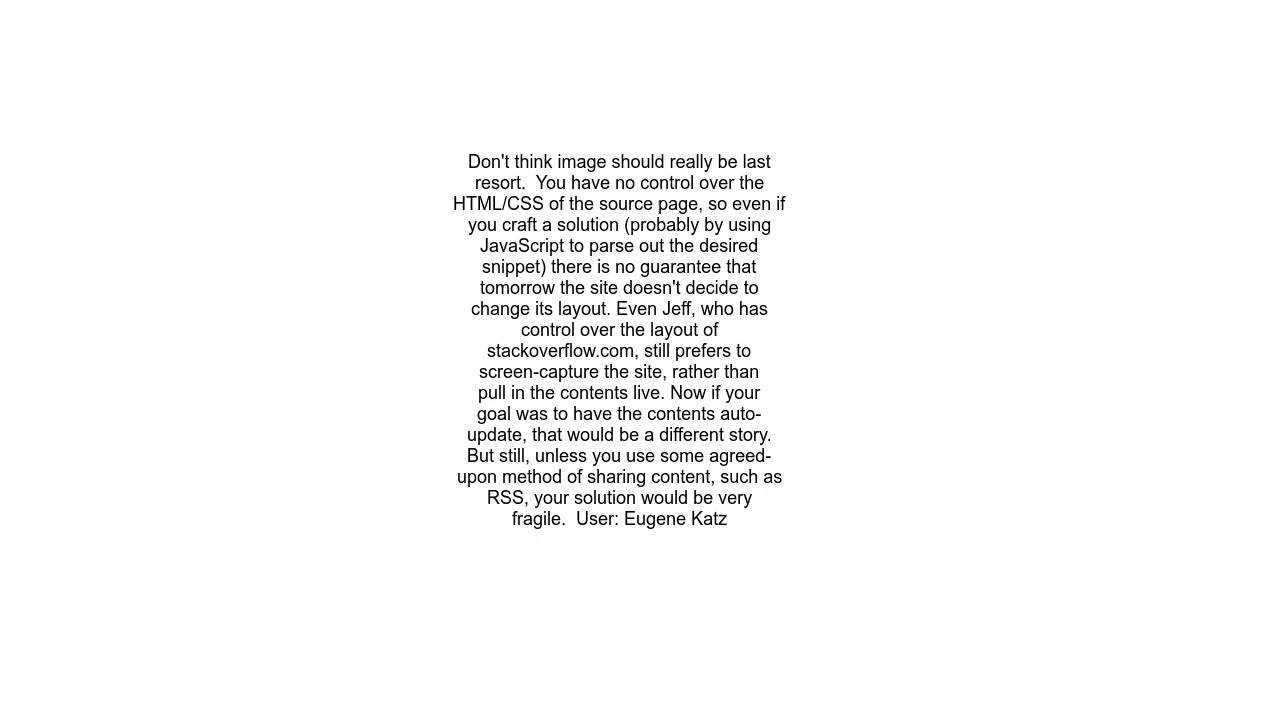 Don't think image should really be last
resort.  You have no control over the
HTML/CSS of the source page, so even if
you craft a solution (probably by using
JavaScript to parse out the desired
snippet) there is no guarantee that
tomorrow the site doesn't decide to
change its layout. Even Jeff, who has
control over the layout of
stackoverflow.com, still prefers to
screen-capture the site, rather than
pull in the contents live. Now if your
goal was to have the contents auto-
update, that would be a different story.
But still, unless you use some agreed-
upon method of sharing content, such as
RSS, your solution would be very
fragile.  User: Eugene Katz